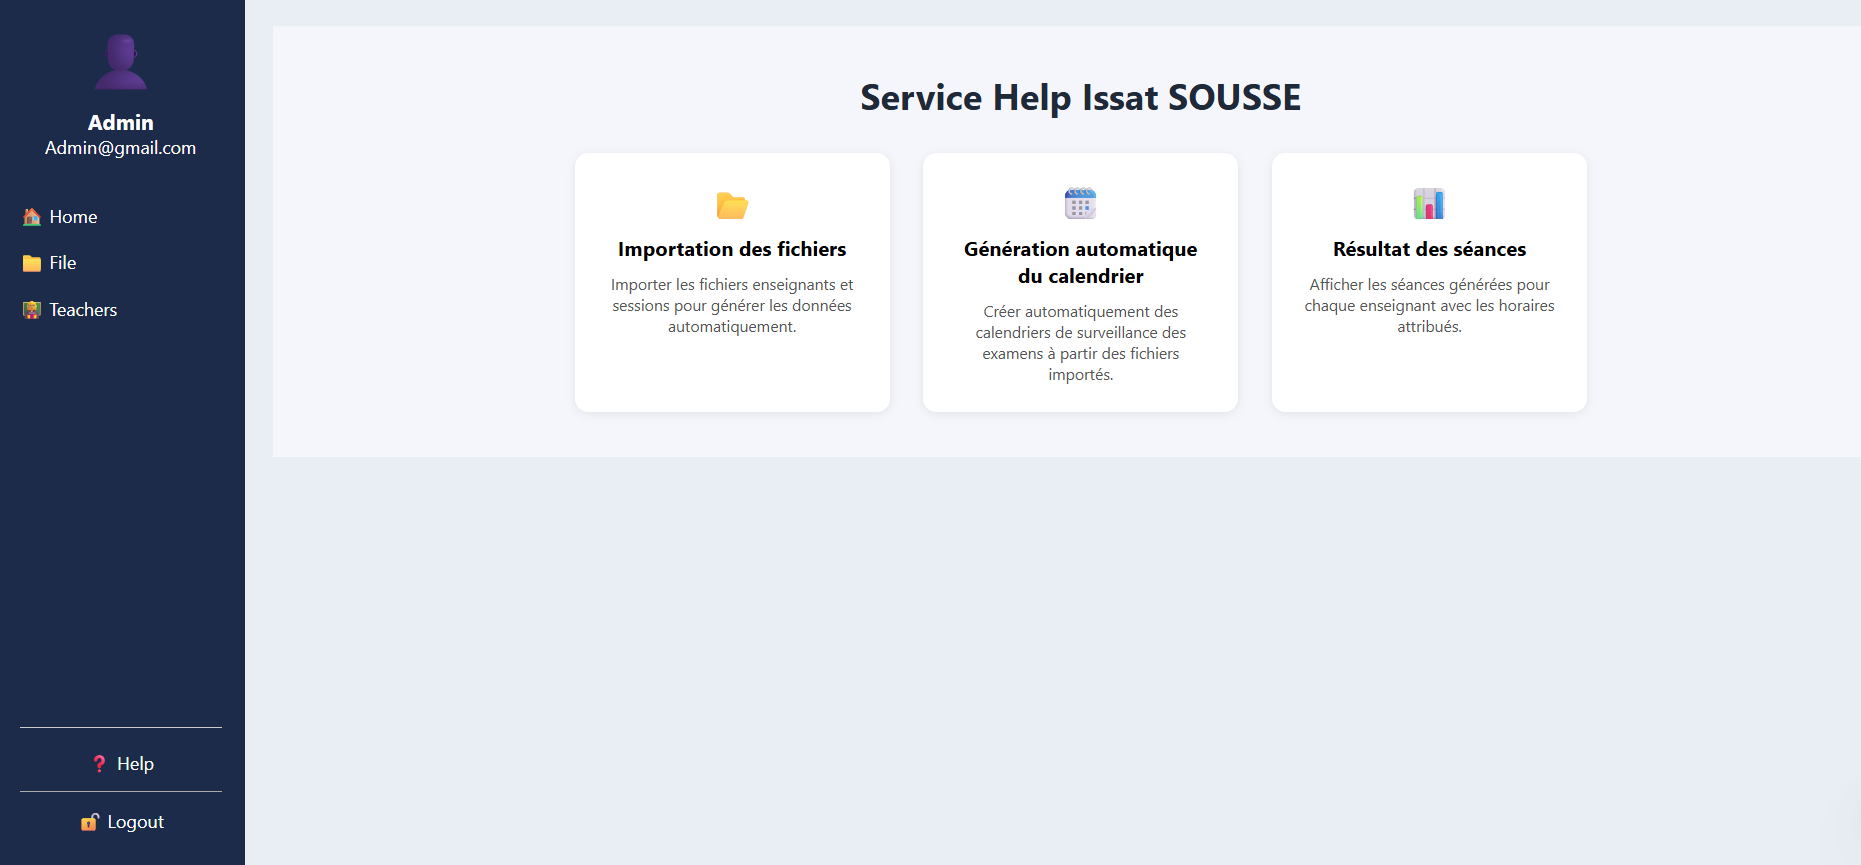 Admin
Admin@gmail.com
Home
File
Teachers
Help
Logout
Service Help Issat SOUSSE
Importation des fichiers
Importer les fichiers enseignants et
sessions pour générer les données
automatiquement.
Génération automatique
du calendrier
Créer automatiquement des
calendriers de surveillance des
examens à partir des fichiers
importés.
Résultat des séances
Afficher les séances générées pour
chaque enseignant avec les horaires
attribués.